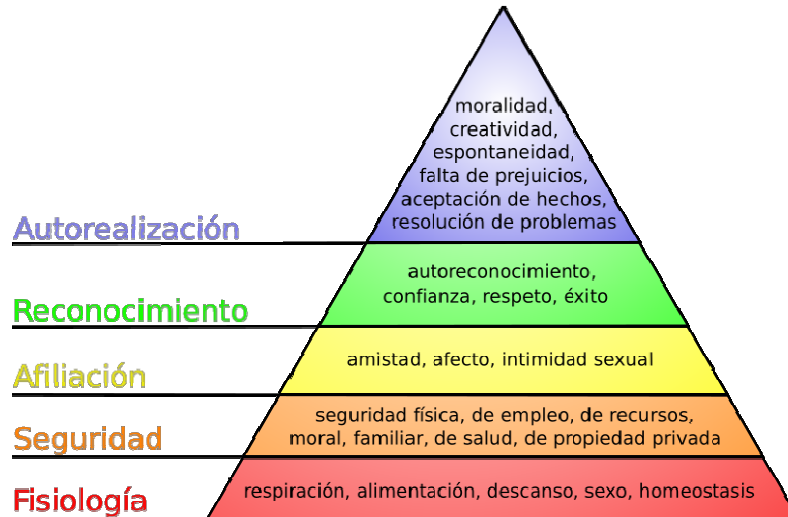 moralidad,
creatividad,
espontaneidad,
falta de prejuicios,
aceptación de hechos,
resolución de problemas
Autorealización
autoreconocimiento,
confianza, respeto, éxito
Reconocimiento
amistad, afecto, intimidad sexual
Afiliación
seguridad física, de empleo, de recursos,
moral, familiar, de salud, de propiedad privada
Seguridad
respiración, alimentación, descanso, sexo, homeostasis
Fisiología